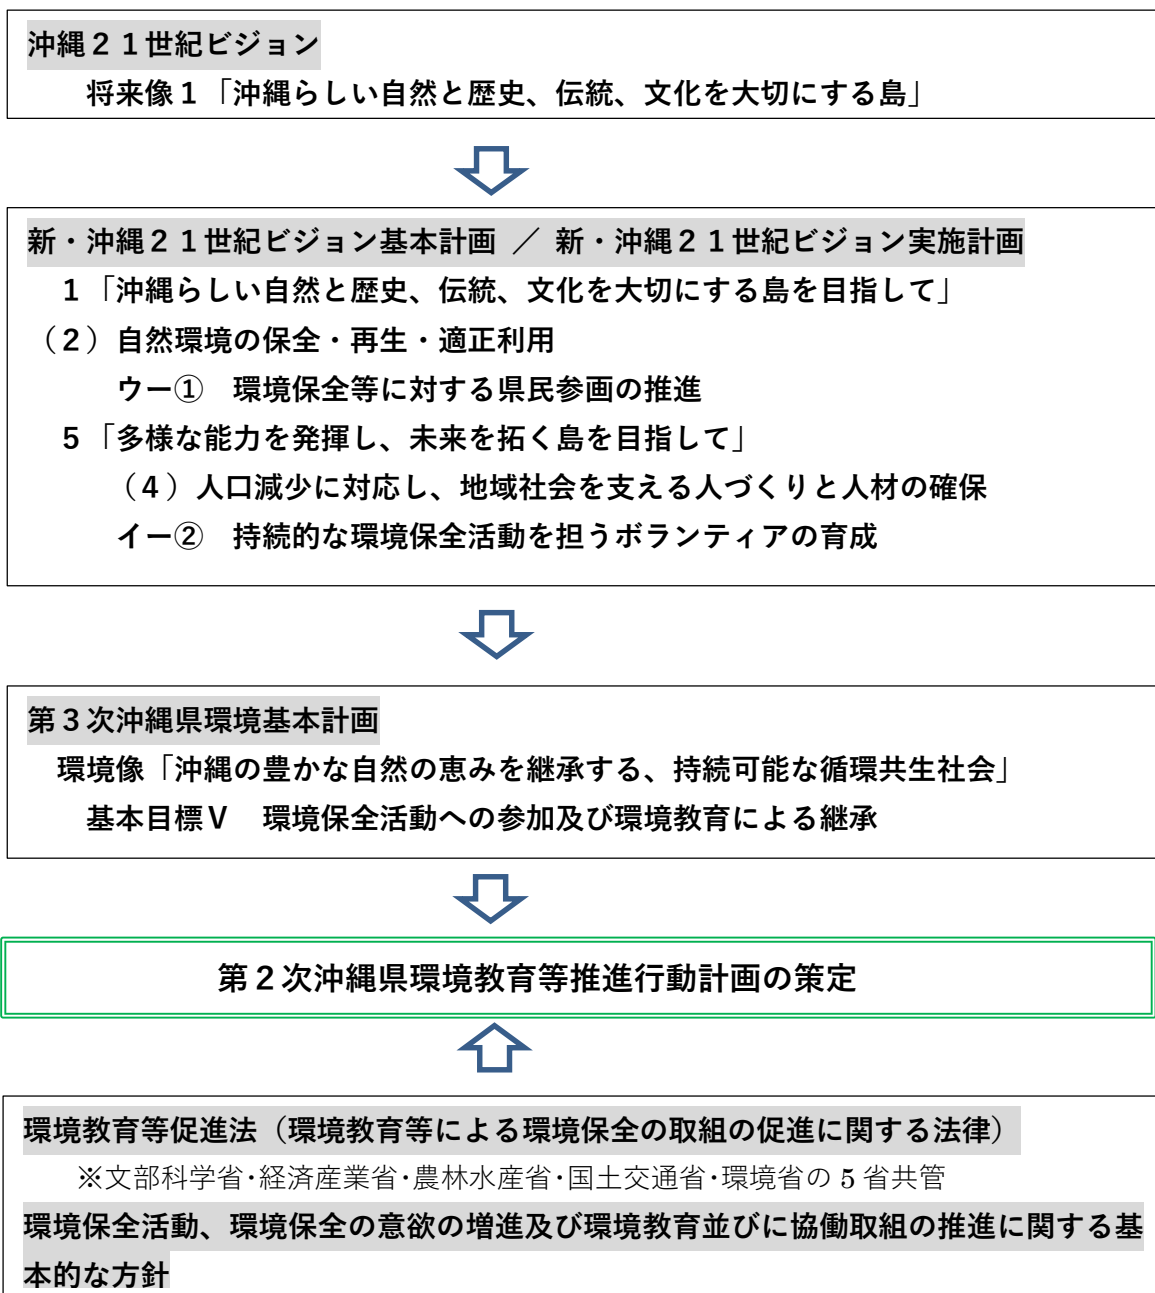 沖縄２１世紀ビジョン
将来像１「沖縄らしい自然と歴史、伝統、文化を大切にする島」
新・沖縄２１世紀ビジョン基本計画 ／ 新・沖縄２１世紀ビジョン実施計画
１「沖縄らしい自然と歴史、伝統、文化を大切にする島を目指して」
（２）自然環境の保全・再生・適正利用
ウー①　環境保全等に対する県民参画の推進
５「多様な能力を発揮し、未来を拓く島を目指して」
（４）人口減少に対応し、地域社会を支える人づくりと人材の確保
イー②　持続的な環境保全活動を担うボランティアの育成
第３次沖縄県環境基本計画
環境像「沖縄の豊かな自然の恵みを継承する、持続可能な循環共生社会」
基本目標Ⅴ　環境保全活動への参加及び環境教育による継承
第２次沖縄県環境教育等推進行動計画の策定
環境教育等促進法（環境教育等による環境保全の取組の促進に関する法律）
※文部科学省・経済産業省・農林水産省・国土交通省・環境省の 5 省共管
環境保全活動、環境保全の意欲の増進及び環境教育並びに協働取組の推進に関する基
本的な方針